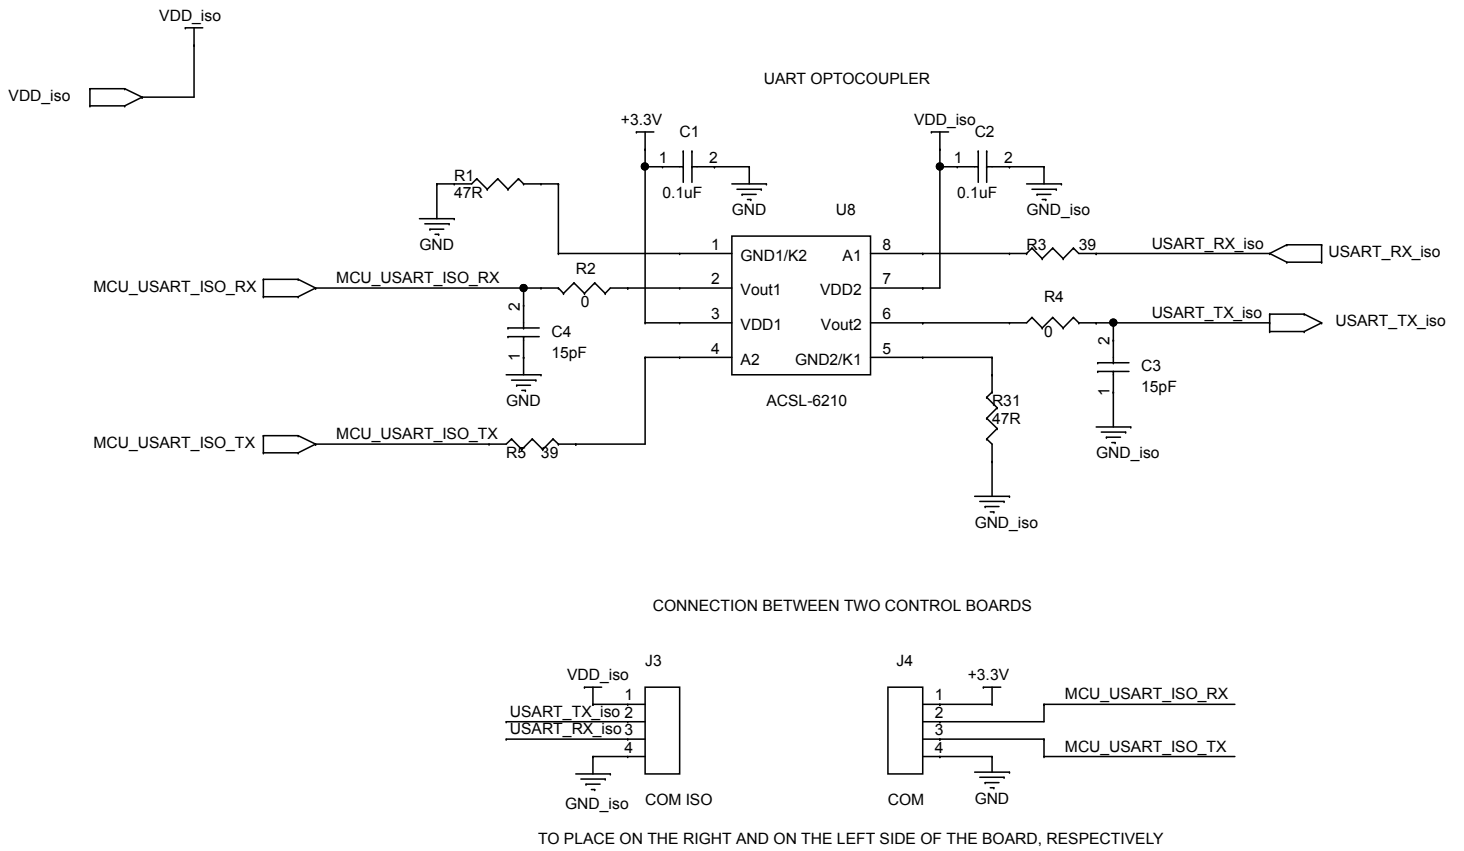 VDD_iso
VDD_iso
UART OPTOCOUPLER
+3.3V
C1
1 2
0.1uF
GND
VDD_iso
C2
1 2
0.1uF
GND_iso
R1
47R
GND
U8
1 GND1/K2
2 Vout1
3 VDD1
4 A2
A1 8
VDD2 7
Vout2 6
GND2/K1 5
ACSL-6210
MCU_USART_ISO_RX
MCU_USART_ISO_RX
R2
0
2
C4
15pF
1
GND
MCU_USART_ISO_TX
MCU_USART_ISO_TX
R5 39
R3 39
USART_RX_iso
USART_RX_iso
R4
0
USART_TX_iso
USART_TX_iso
2
C3
15pF
1
GND_iso
R31
47R
GND_iso
CONNECTION BETWEEN TWO CONTROL BOARDS
J3
VDD_iso
1
USART_TX_iso 2
USART_RX_iso 3
4
GND_iso
COM ISO
J4
+3.3V
1
2
3
4
MCU_USART_ISO_RX
MCU_USART_ISO_TX
COM
GND
TO PLACE ON THE RIGHT AND ON THE LEFT SIDE OF THE BOARD, RESPECTIVELY